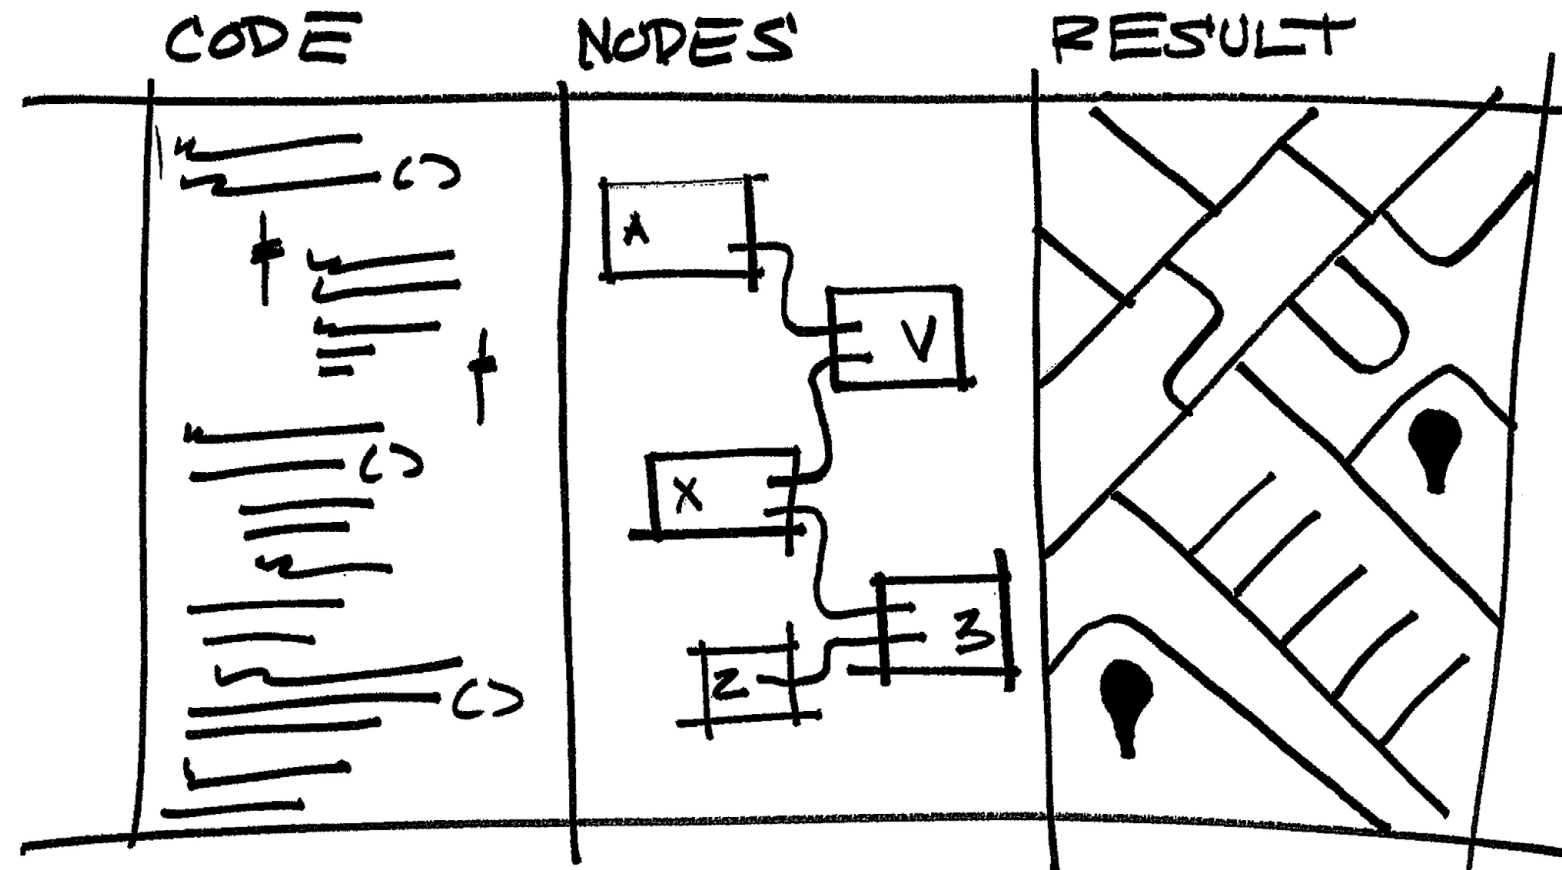 CODE NODES RESULT
()
A
V
()
X
3
Z
()